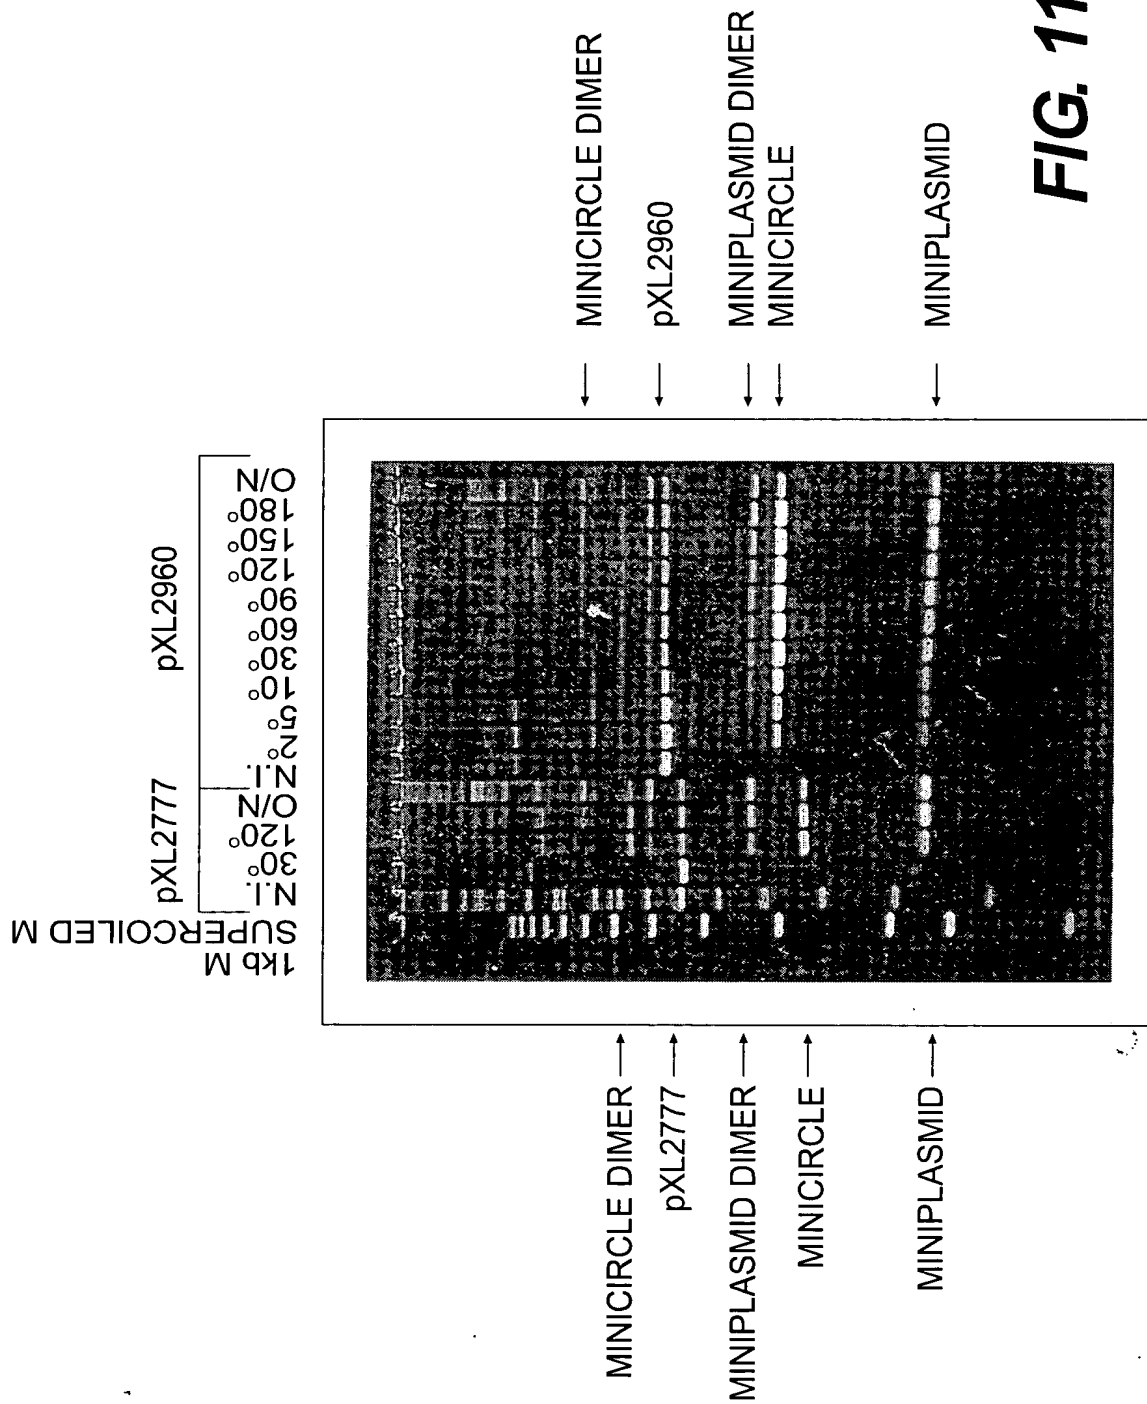 1kb M
SUPERCOILED M
pXL2777
N.I.
30°
120°
O/N
pXL2960
N.I.
2°
5°
10°
30°
60°
90°
120°
150°
180°
O/N
MINICIRCLE DIMER
pXL2777
MINIPLASMID DIMER
MINICIRCLE
MINIPLASMID
MINICIRCLE DIMER
pXL2960
MINIPLASMID DIMER
MINICIRCLE
MINIPLASMID
FIG. 11